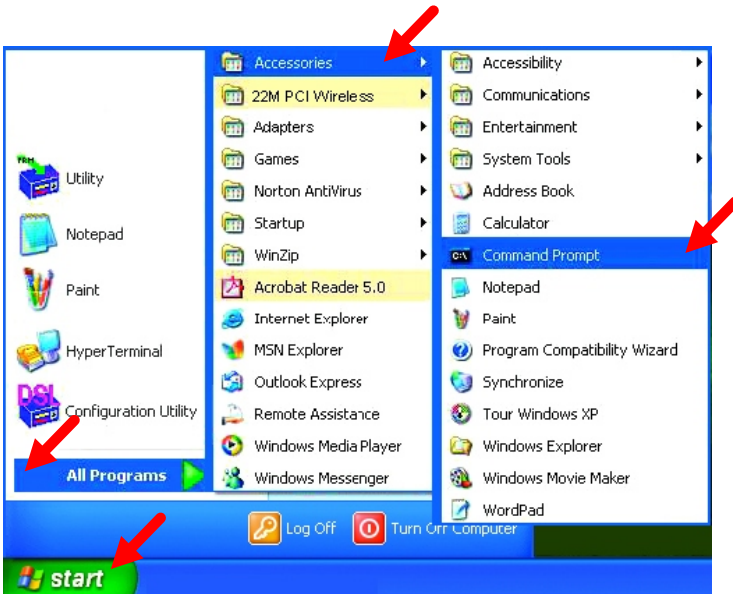 YRH
Utility
Notepad
Paint
HyperTerminal
DSL
Configuration Utility
All Programs
Accessories
22M PCI Wireless
Adapters
Games
Norton AntiVirus
Startup
WinZip
Acrobat Reader 5.0
Internet Explorer
MSN Explorer
Outlook Express
Remote Assistance
Windows Media Player
Windows Messenger
Accessibility
Communications
Entertainment
System Tools
Address Book
Calculator
C:\
Command Prompt
Notepad
Paint
Program Compatibility Wizard
Synchronize
Tour Windows XP
Windows Explorer
Windows Movie Maker
WordPad
Log Off
Turn Off Computer
start